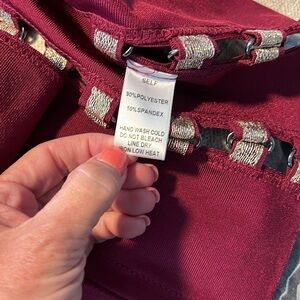 SELF
90%POLYESTER
10%SPANDEX
HAND WASH COLD
DO NOT BLEACH
LINE DRY
IRON LOW HEAT